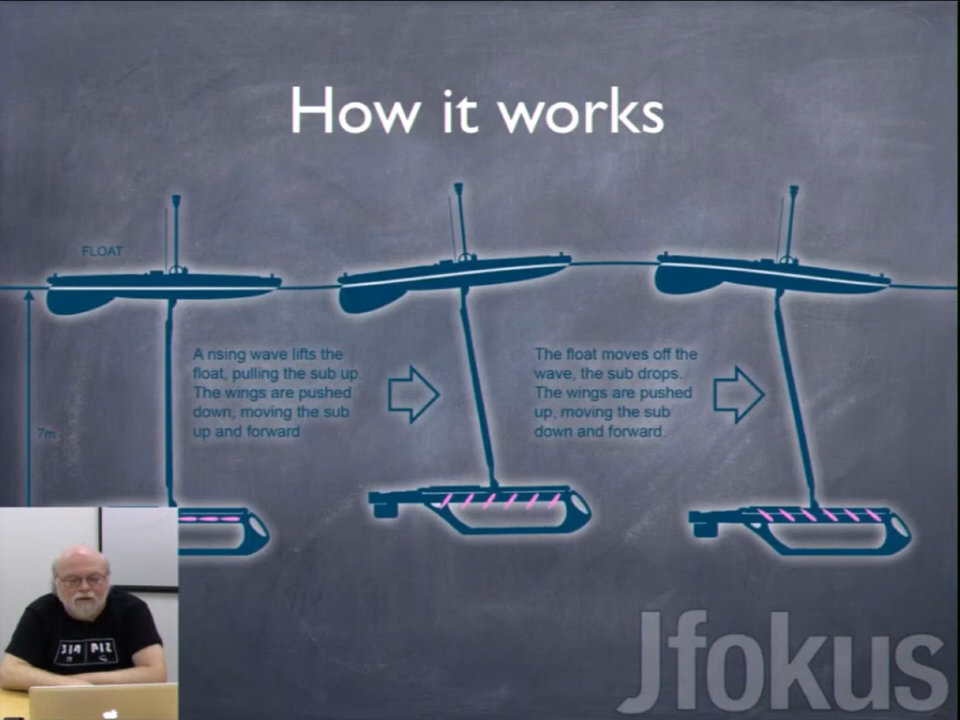 How it works
FLOAT
A rising wave lifts the
float, pulling the sub up.
The wings are pushed
down, moving the sub
up and forward
The float moves off the
wave, the sub drops.
The wings are pushed
up, moving the sub
down and forward.
7m
Jfokus